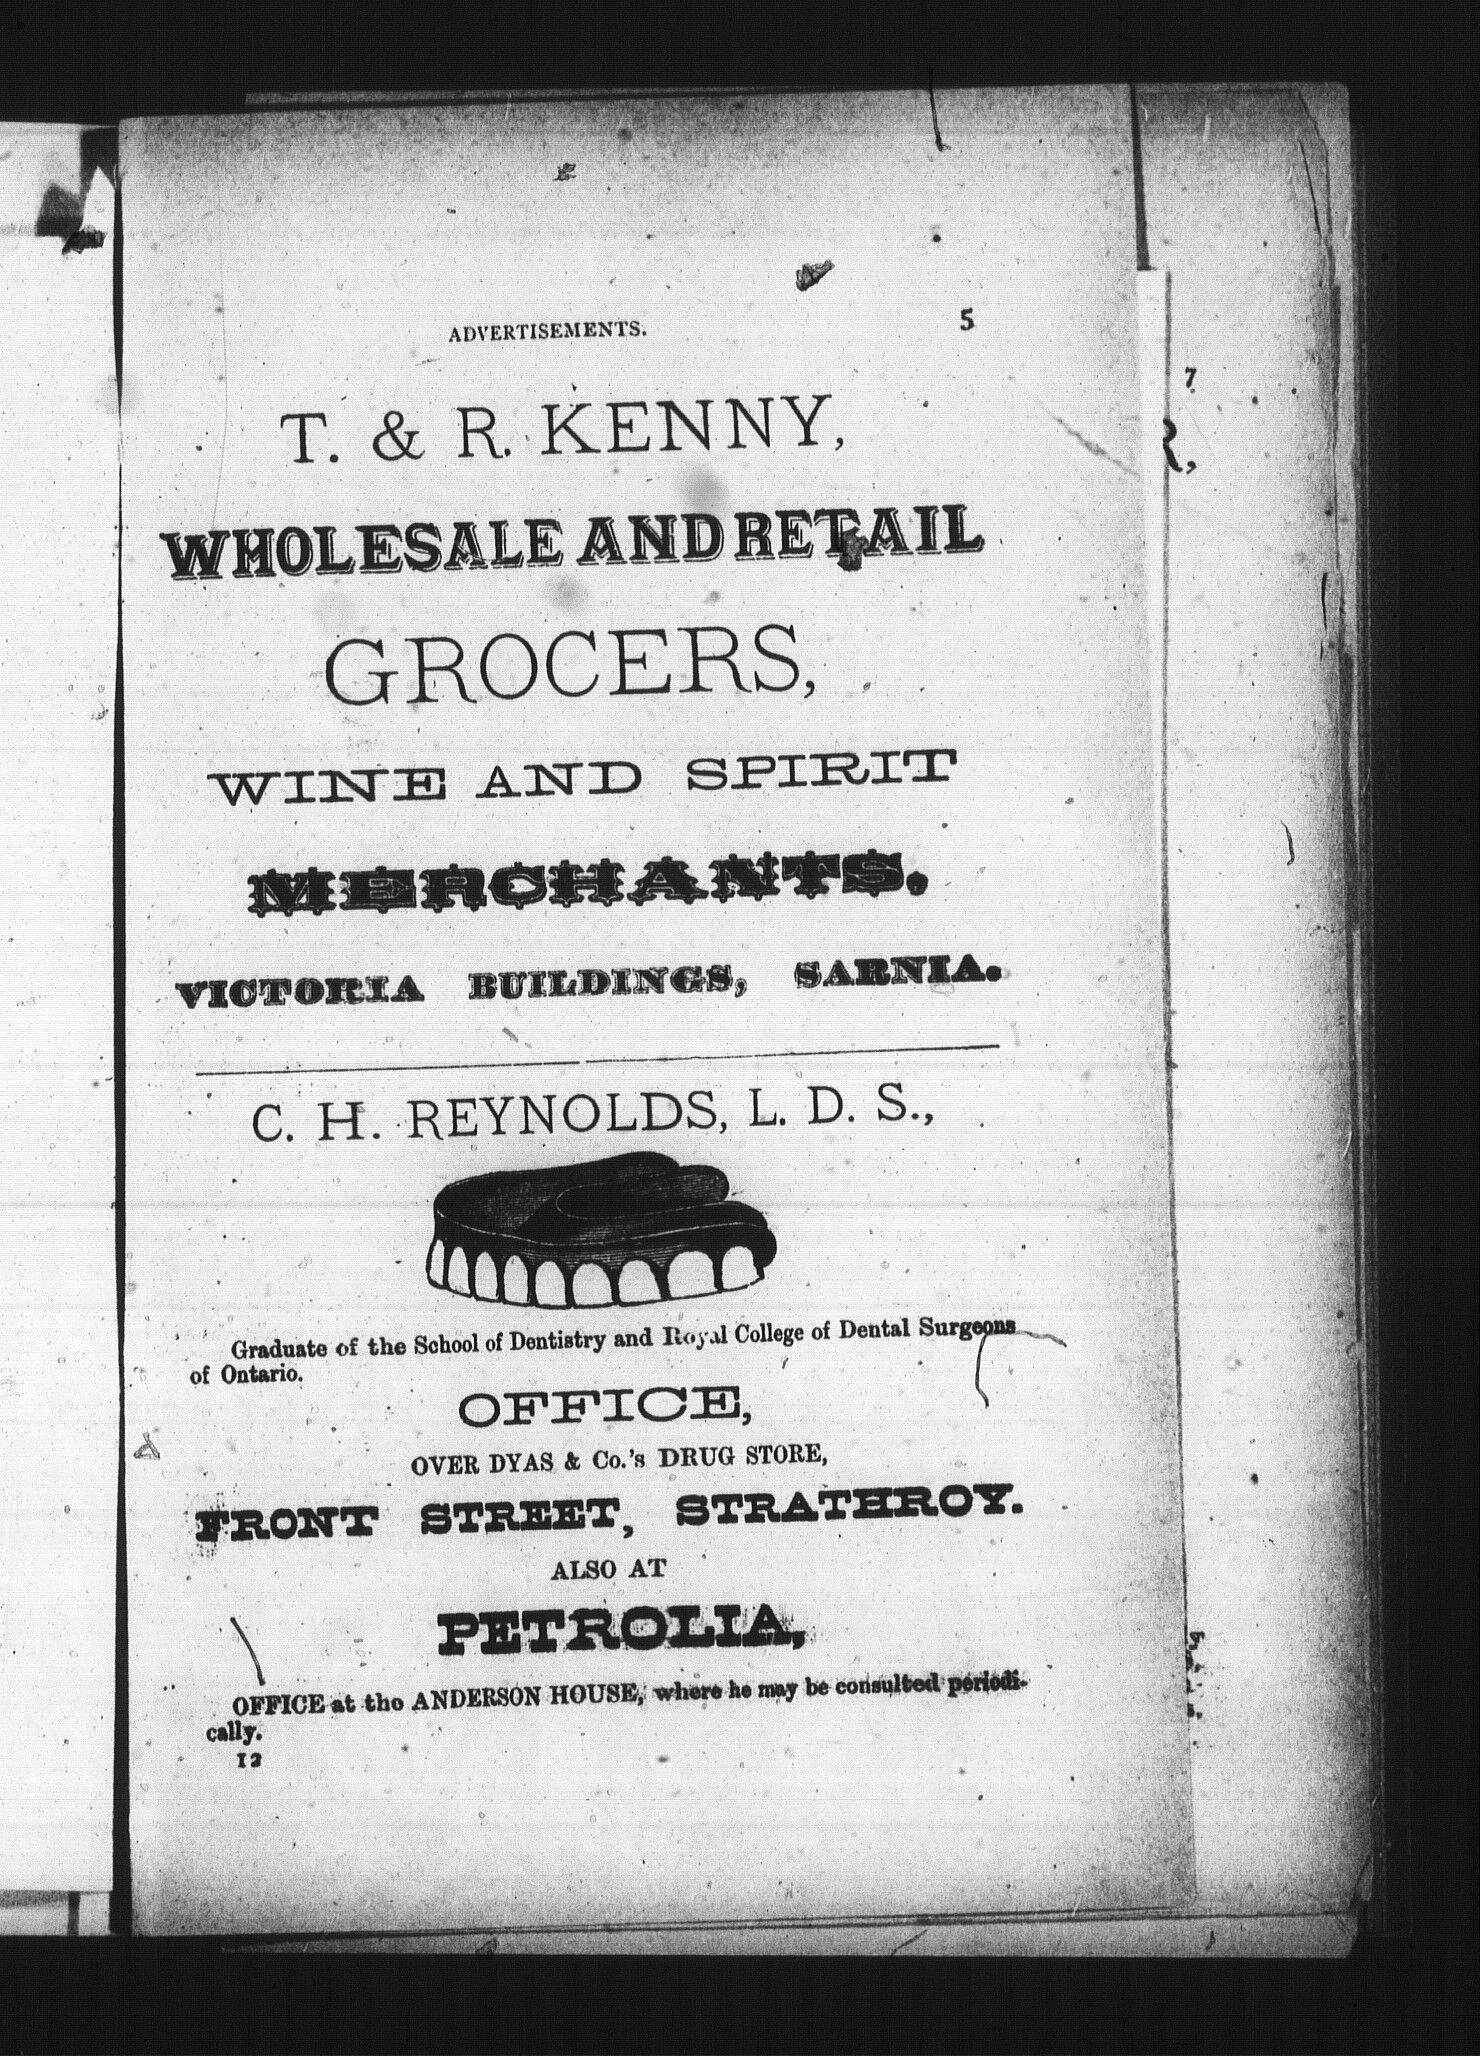 ADVERTISEMENTS. 5
T. & R. KENNY,
WHOLESALE AND RETAIL
GROCERS,
WINE AND SPIRIT
MERCHANTS.
VICTORIA BUILDINGS, SARNIA.
C. H. REYNOLDS, L. D. S.,
Graduate of the School of Dentistry and Royal College of Dental Surgeons
of Ontario.
OFFICE,
OVER DYAS & Co.'s DRUG STORE,
FRONT STREET, STRATHROY.
ALSO AT
PETROLIA,
OFFICE at the ANDERSON HOUSE, where he may be consulted periodi-
cally.
12
7
R,